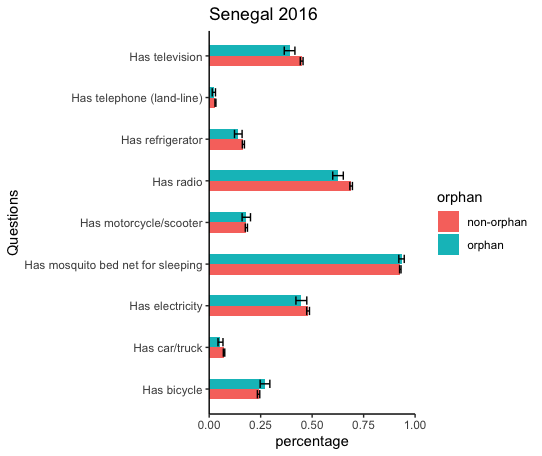 Senegal 2016
Has television
Has telephone (land-line)
Has refrigerator
Has radio
Has motorcycle/scooter
Has mosquito bed net for sleeping
Has electricity
Has car/truck
Has bicycle
Questions
0.00 0.25 0.50 0.75 1.00
percentage
orphan
non-orphan
orphan